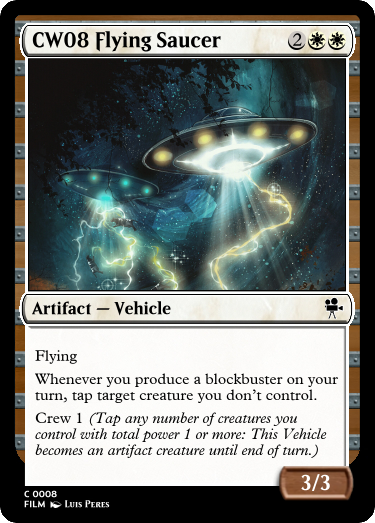 CW08 Flying Saucer 2
Artifact — Vehicle
Flying
Whenever you produce a blockbuster on your
turn, tap target creature you don't control.
Crew 1 (Tap any number of creatures you
control with total power 1 or more: This Vehicle
becomes an artifact creature until end of turn.)
3/3
C 0008
FILM Luis Peres